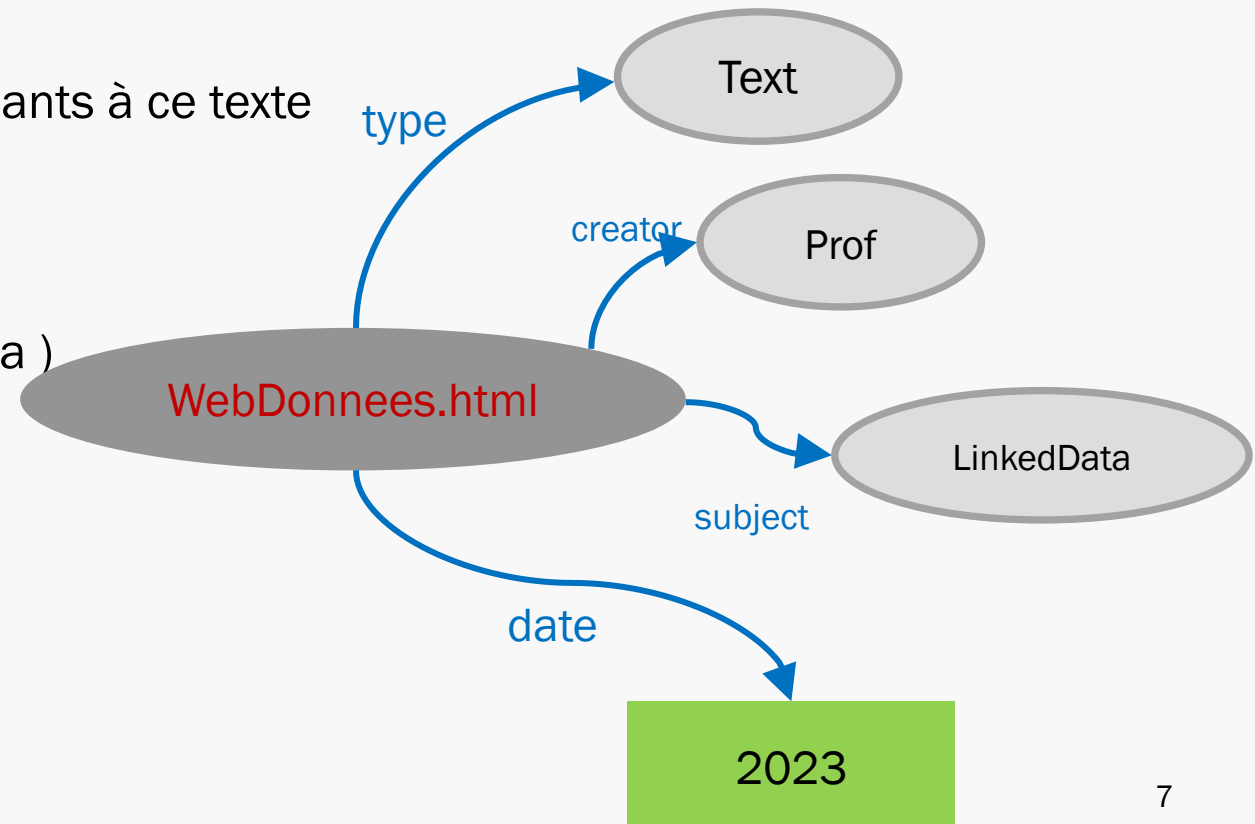 Text
ants à ce texte
type
creator
Prof
a )
WebDonnees.html
LinkedData
subject
date
2023
7